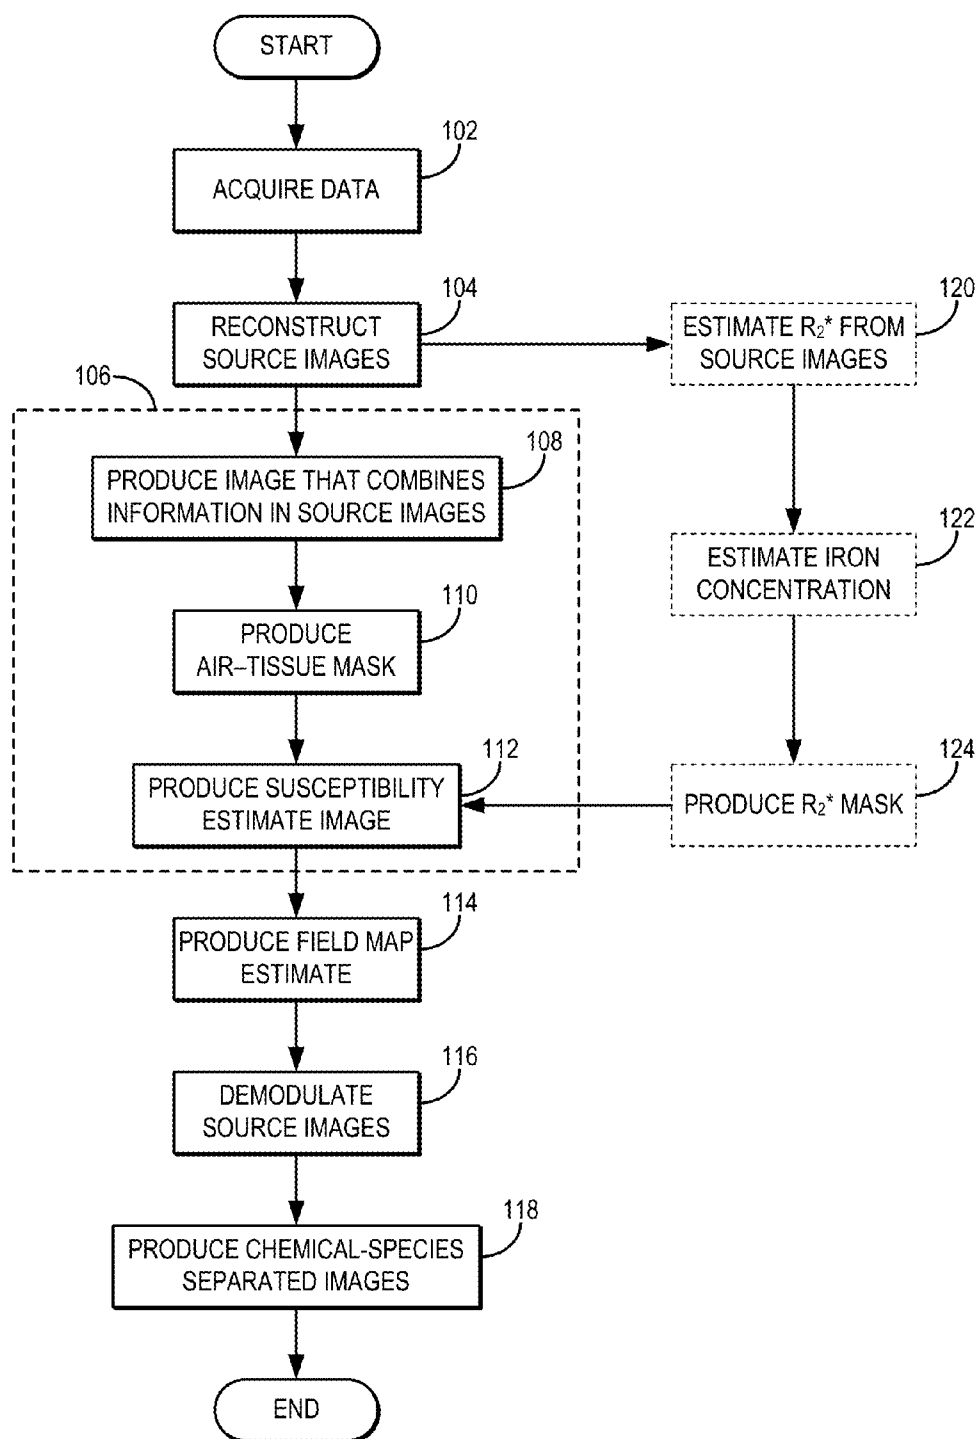 START
102
ACQUIRE DATA
104
RECONSTRUCT
SOURCE IMAGES
120
ESTIMATE R₂* FROM
SOURCE IMAGES
106
108
PRODUCE IMAGE THAT COMBINES
INFORMATION IN SOURCE IMAGES
122
ESTIMATE IRON
CONCENTRATION
110
PRODUCE
AIR–TISSUE MASK
112
PRODUCE SUSCEPTIBILITY
ESTIMATE IMAGE
124
PRODUCE R₂* MASK
114
PRODUCE FIELD MAP
ESTIMATE
116
DEMODULATE
SOURCE IMAGES
118
PRODUCE CHEMICAL-SPECIES
SEPARATED IMAGES
END